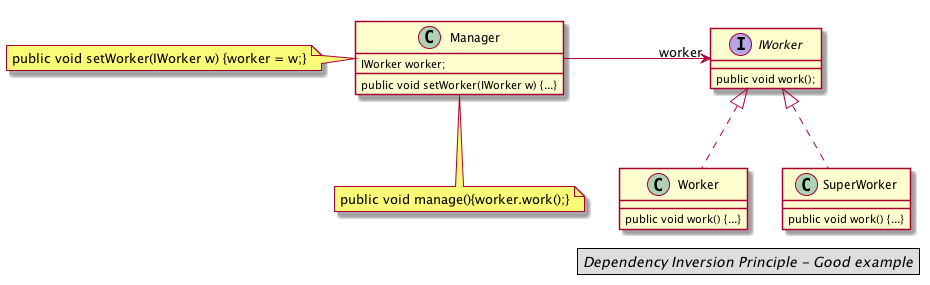 public void setWorker(IWorker w) {worker = w;}
C Manager
IWorker worker;
public void setWorker(IWorker w) {...}
worker
I IWorker
public void work();
public void manage(){worker.work();}
C Worker
public void work() {...}
C SuperWorker
public void work() {...}
Dependency Inversion Principle - Good example